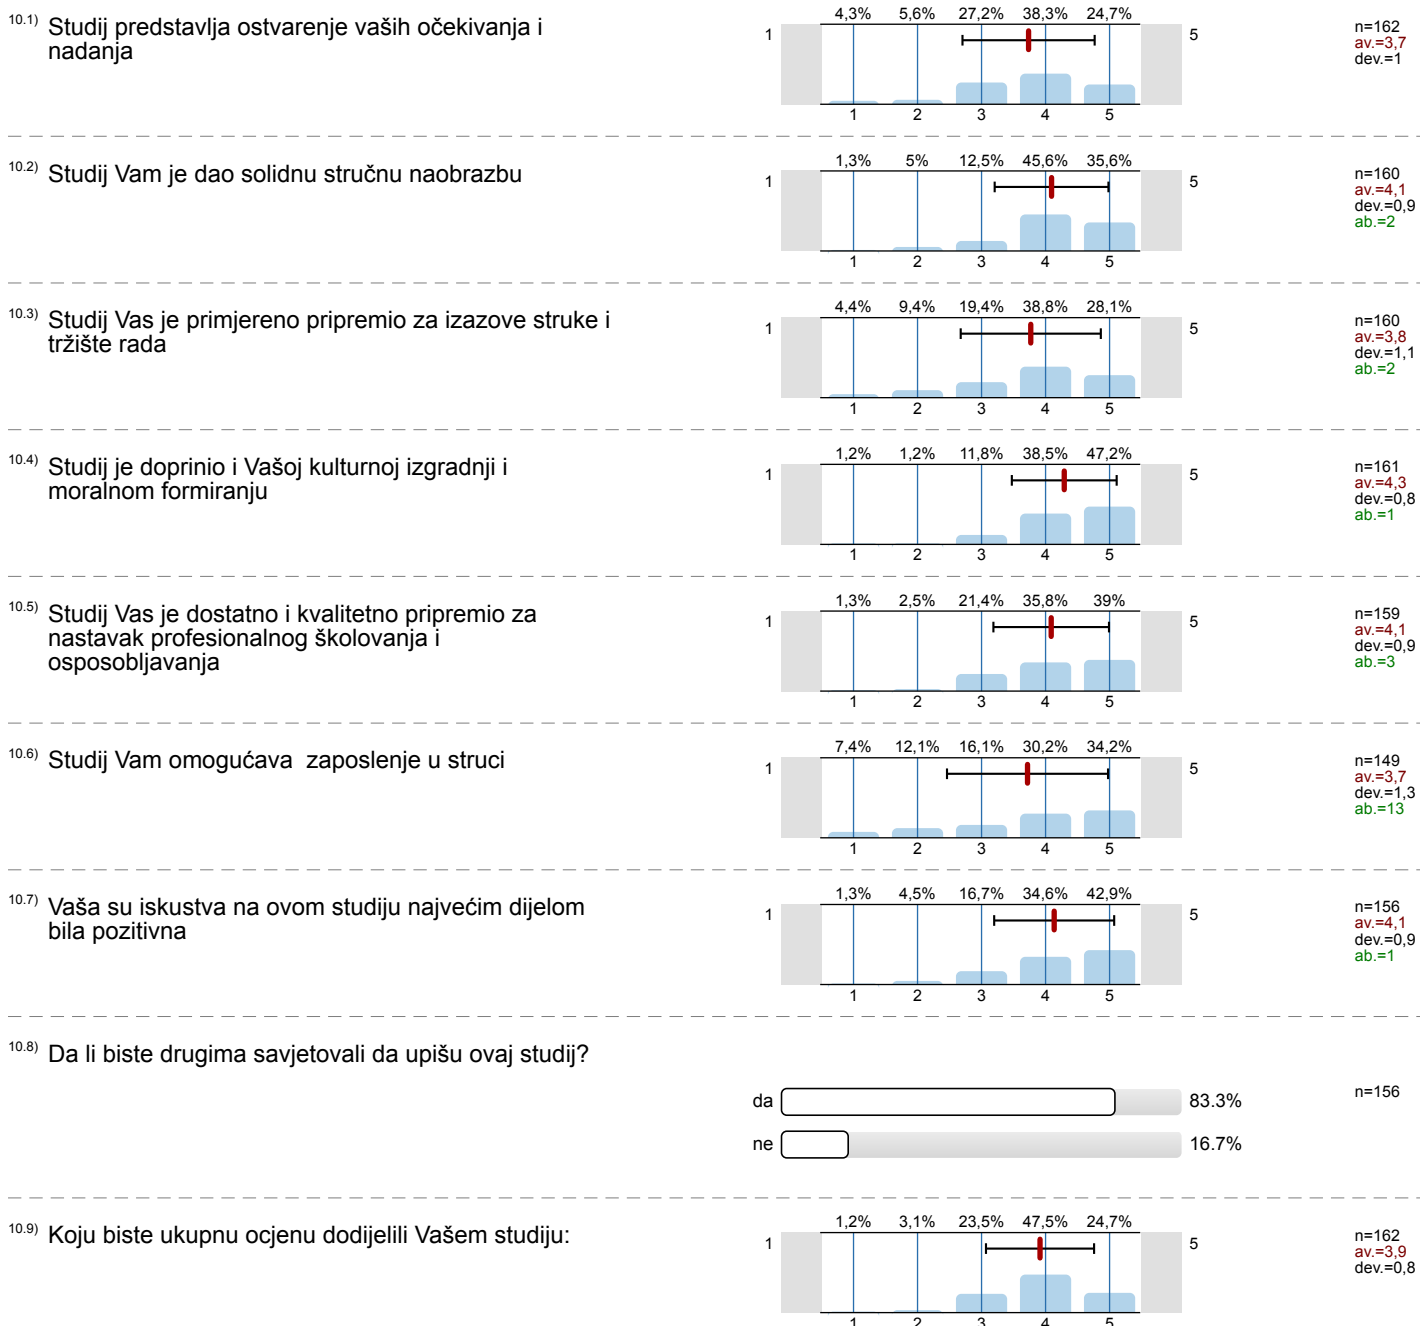 10.1) Studij predstavlja ostvarenje vaših očekivanja i
nadanja
4,3% 5,6% 27,2% 38,3% 24,7%
1 5
1 2 3 4 5
n=162
av.=3,7
dev.=1
10.2) Studij Vam je dao solidnu stručnu naobrazbu
1,3% 5% 12,5% 45,6% 35,6%
1 5
1 2 3 4 5
n=160
av.=4,1
dev.=0,9
ab.=2
10.3) Studij Vas je primjereno pripremio za izazove struke i
tržište rada
4,4% 9,4% 19,4% 38,8% 28,1%
1 5
1 2 3 4 5
n=160
av.=3,8
dev.=1,1
ab.=2
10.4) Studij je doprinio i Vašoj kulturnoj izgradnji i
moralnom formiranju
1,2% 1,2% 11,8% 38,5% 47,2%
1 5
1 2 3 4 5
n=161
av.=4,3
dev.=0,8
ab.=1
10.5) Studij Vas je dostatno i kvalitetno pripremio za
nastavak profesionalnog školovanja i
osposobljavanja
1,3% 2,5% 21,4% 35,8% 39%
1 5
1 2 3 4 5
n=159
av.=4,1
dev.=0,9
ab.=3
10.6) Studij Vam omogućava zaposlenje u struci
7,4% 12,1% 16,1% 30,2% 34,2%
1 5
1 2 3 4 5
n=149
av.=3,7
dev.=1,3
ab.=13
10.7) Vaša su iskustva na ovom studiju najvećim dijelom
bila pozitivna
1,3% 4,5% 16,7% 34,6% 42,9%
1 5
1 2 3 4 5
n=156
av.=4,1
dev.=0,9
ab.=1
10.8) Da li biste drugima savjetovali da upišu ovaj studij?
da 83.3%
n=156
ne 16.7%
10.9) Koju biste ukupnu ocjenu dodijelili Vašem studiju:
1,2% 3,1% 23,5% 47,5% 24,7%
1 5
1 2 3 4 5
n=162
av.=3,9
dev.=0,8